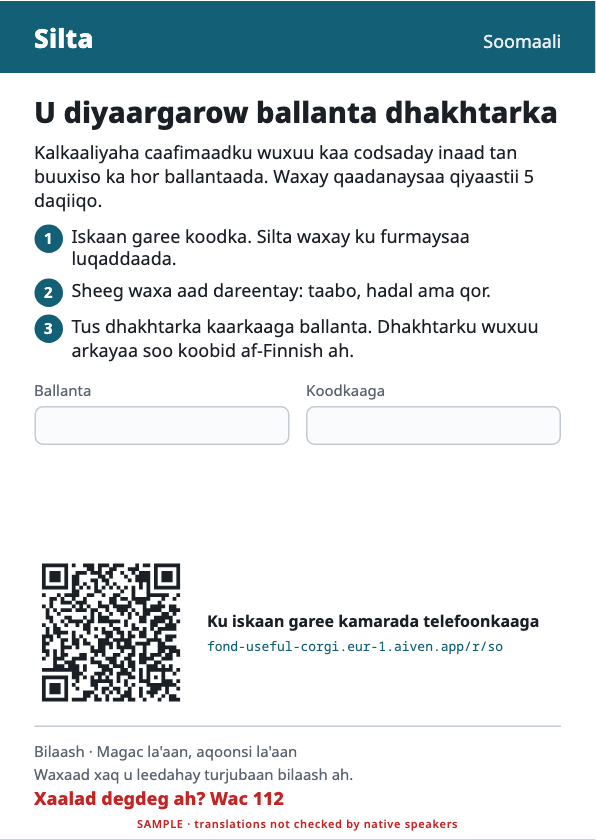 Silta
Soomaali
U diyaargarow ballanta dhakhtarka
Kalkaaliyaha caafimaadku wuxuu kaa codsaday inaad tan
buuxiso ka hor ballantaada. Waxay qaadanaysaa qiyaastii 5
daqiiqo.
1 Iskaan garee koodka. Silta waxay ku furmaysaa
luqaddaada.
2 Sheeg waxa aad dareentay: taabo, hadal ama qor.
3 Tus dhakhtarka kaarkaaga ballanta. Dhakhtarku wuxuu
arkayaa soo koobid af-Finnish ah.
Ballanta
Koodkaaga
Ku iskaan garee kamarada telefoonkaaga
fond-useful-corgi.eur-1.aiven.app/r/so
Bilaash · Magac la'aan, aqoonsi la'aan
Waxaad xaq u leedahay turjubaan bilaash ah.
Xaalad degdeg ah? Wac 112
SAMPLE · translations not checked by native speakers